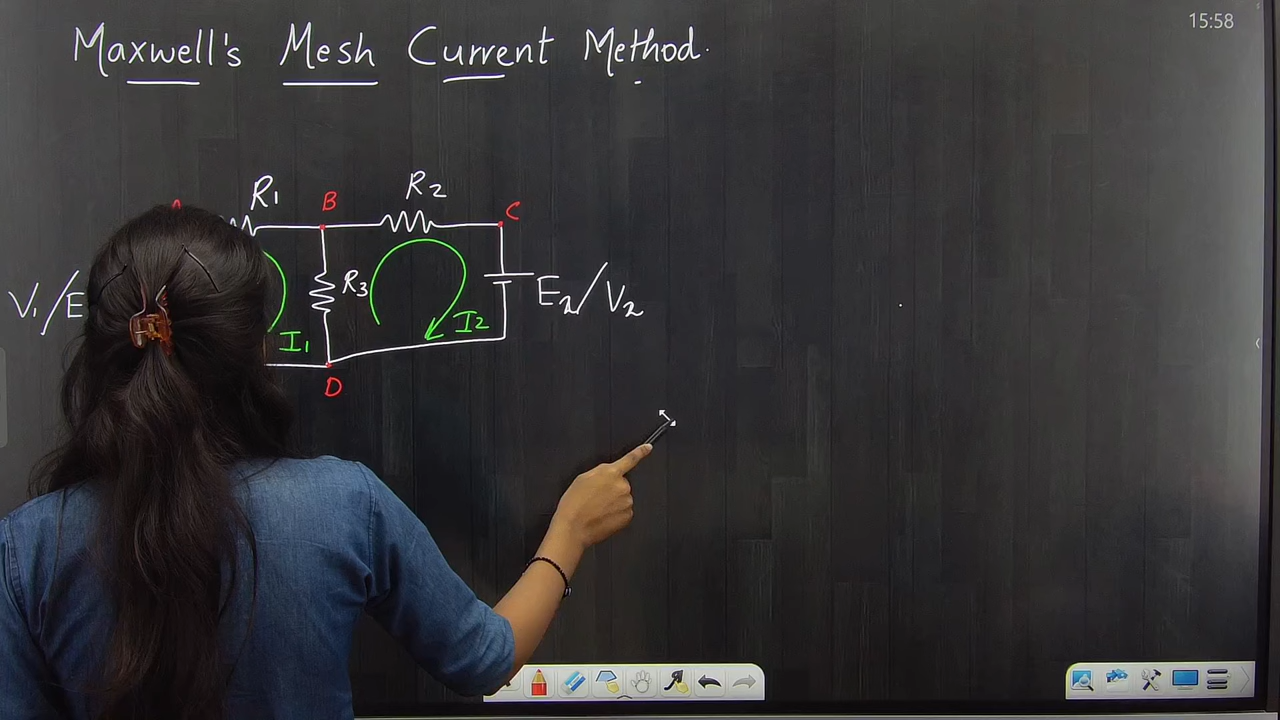 15:58
Maxwell's Mesh Current Method.
R1 R2
B C
V1/E R3 E2/V2
I1 I2
D